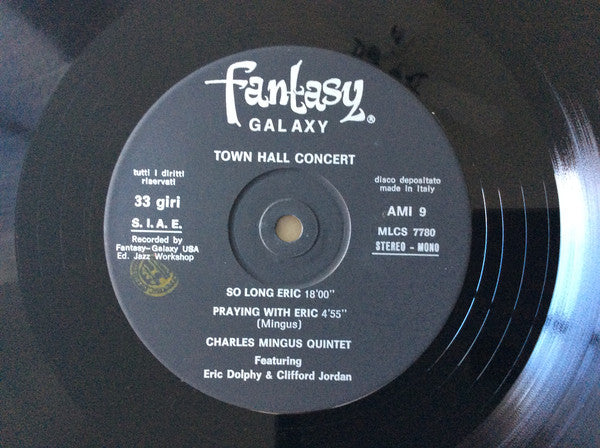 fantasy®
GALAXY
TOWN HALL CONCERT
tutti i diritti
riservati
33 giri
S. I. A. E.
Recorded by
Fantasy-Galaxy USA
Ed. Jazz Workshop
disco depositato
made in Italy
AMI 9
MLCS 7780
STEREO - MONO
SO LONG ERIC 18'00"
PRAYING WITH ERIC 4'55"
(Mingus)
CHARLES MINGUS QUINTET
Featuring
Eric Dolphy & Clifford Jordan